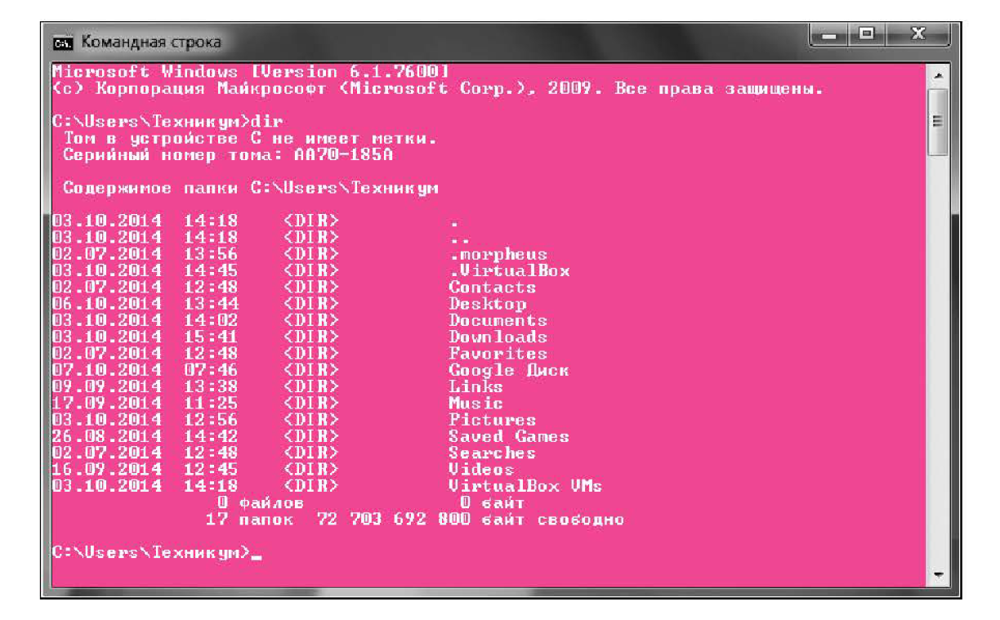 Командная строка
Microsoft Windows [Version 6.1.7600]
(c) Корпорация Майкрософт (Microsoft Corp.), 2009. Все права защищены.
C:\Users\Техникум>dir
Том в устройстве C не имеет метки.
Серийный номер тома: AA70-185A
Содержимое папки C:\Users\Техникум
03.10.2014 14:18 <DIR> .
03.10.2014 14:18 <DIR> ..
02.07.2014 13:56 <DIR> .morpheus
03.10.2014 14:45 <DIR> .VirtualBox
02.07.2014 12:48 <DIR> Contacts
06.10.2014 13:44 <DIR> Desktop
03.10.2014 14:02 <DIR> Documents
03.10.2014 15:41 <DIR> Downloads
02.07.2014 12:48 <DIR> Favorites
07.10.2014 07:46 <DIR> Google Диск
09.09.2014 13:38 <DIR> Links
17.09.2014 11:25 <DIR> Music
03.10.2014 12:56 <DIR> Pictures
26.08.2014 14:42 <DIR> Saved Games
02.07.2014 12:48 <DIR> Searches
16.09.2014 12:45 <DIR> Videos
03.10.2014 14:18 <DIR> VirtualBox VMs
0 файлов 0 байт
17 папок 72 703 692 800 байт свободно
C:\Users\Техникум>_